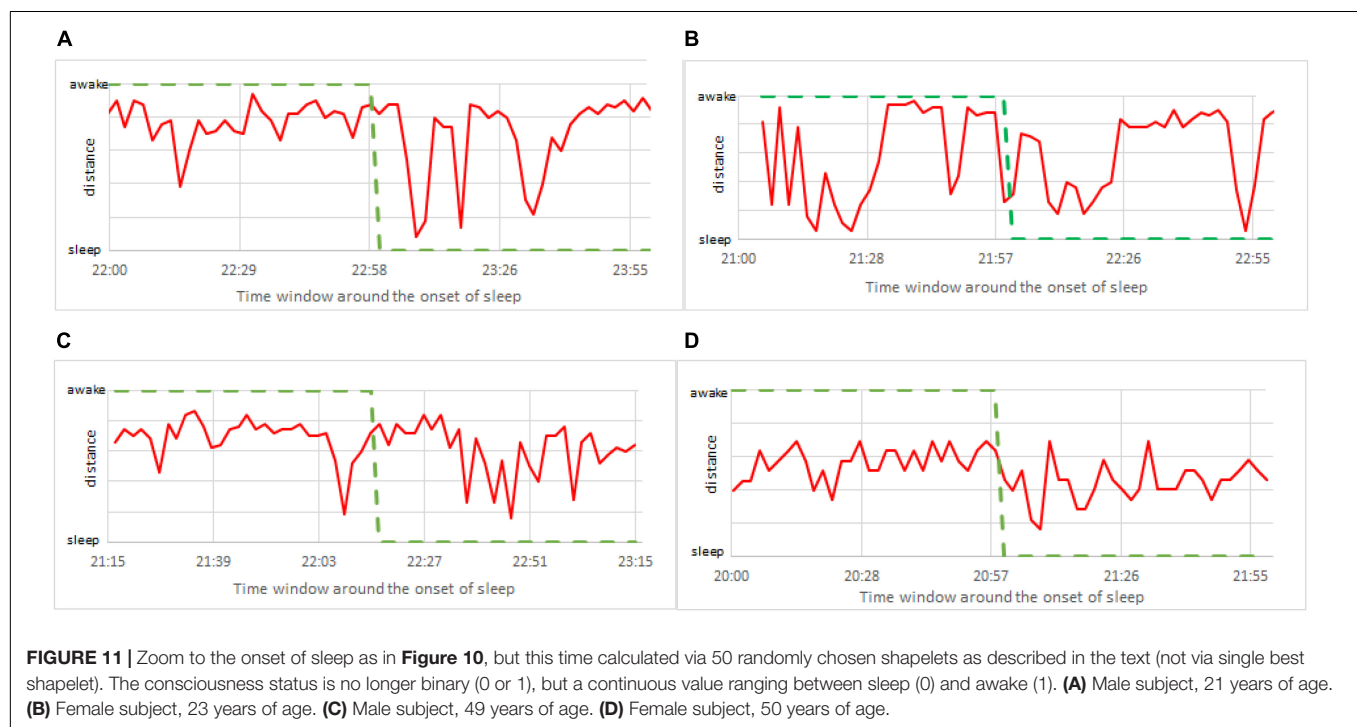 A
awake
distance
sleep
22:00 22:29 22:58 23:26 23:55
Time window around the onset of sleep
B
awake
distance
sleep
21:00 21:28 21:57 22:26 22:55
Time window around the onset of sleep
C
awake
distance
sleep
21:15 21:39 22:03 22:27 22:51 23:15
Time window around the onset of sleep
D
awake
distance
sleep
20:00 20:28 20:57 21:26 21:55
Time window around the onset of sleep
FIGURE 11 | Zoom to the onset of sleep as in Figure 10, but this time calculated via 50 randomly chosen shapelets as described in the text (not via single best
shapelet). The consciousness status is no longer binary (0 or 1), but a continuous value ranging between sleep (0) and awake (1). (A) Male subject, 21 years of age.
(B) Female subject, 23 years of age. (C) Male subject, 49 years of age. (D) Female subject, 50 years of age.